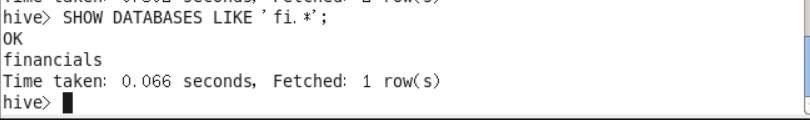 hive> SHOW DATABASES LIKE 'fi.*';
OK
financials
Time taken: 0.066 seconds, Fetched: 1 row(s)
hive>